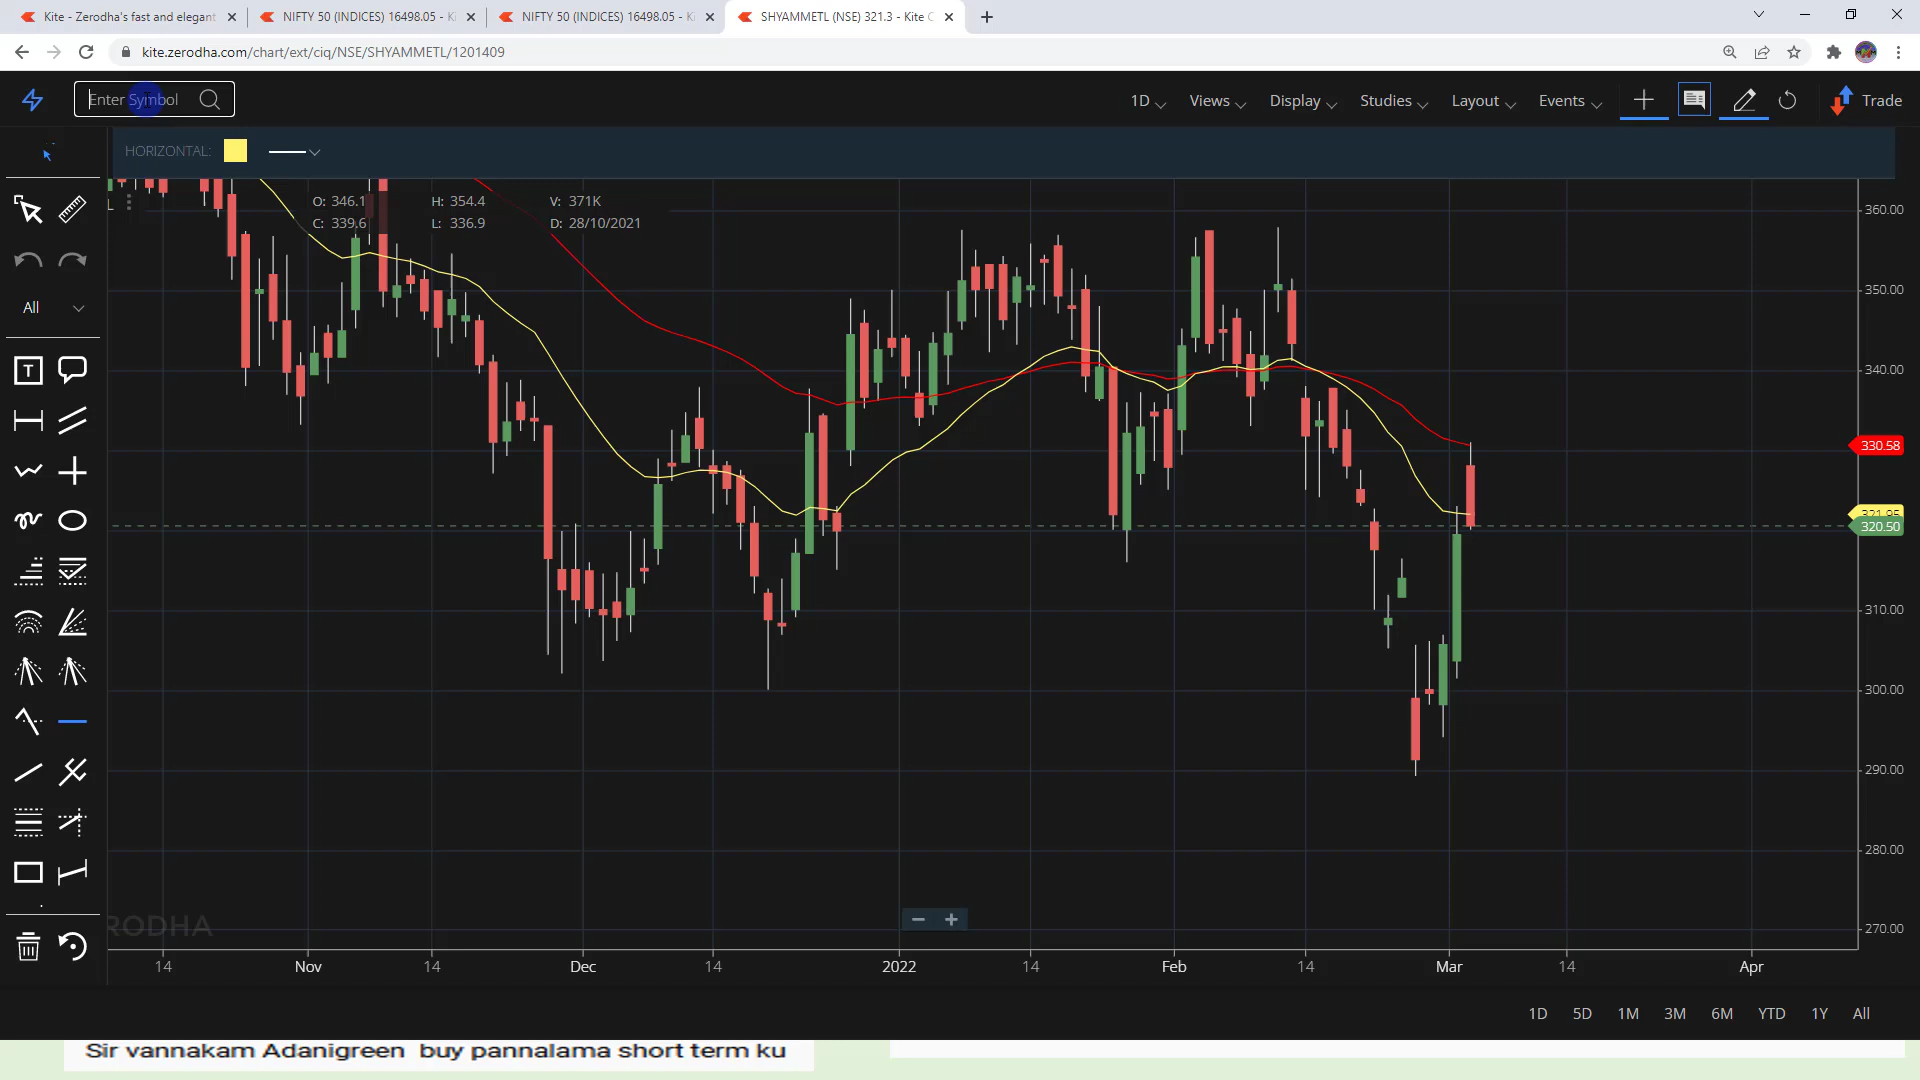 Kite - Zerodha's fast and elegant
NIFTY 50 (INDICES) 16498.05 - Ki
NIFTY 50 (INDICES) 16498.05 - Ki
SHYAMMETL (NSE) 321.3 - Kite C
kite.zerodha.com/chart/ext/ciq/NSE/SHYAMMETL/1201409
Enter Symbol
1D Views Display Studies Layout Events Trade
HORIZONTAL:
O: 346.1 H: 354.4 V: 371K
C: 339.6 L: 336.9 D: 28/10/2021
All
T
360.00
350.00
340.00
330.58
321.95
320.50
310.00
300.00
290.00
280.00
270.00
RODHA
14 Nov 14 Dec 14 2022 14 Feb 14 Mar 14 Apr
1D 5D 1M 3M 6M YTD 1Y All
Sir vannakam Adanigreen buy pannalama short term ku